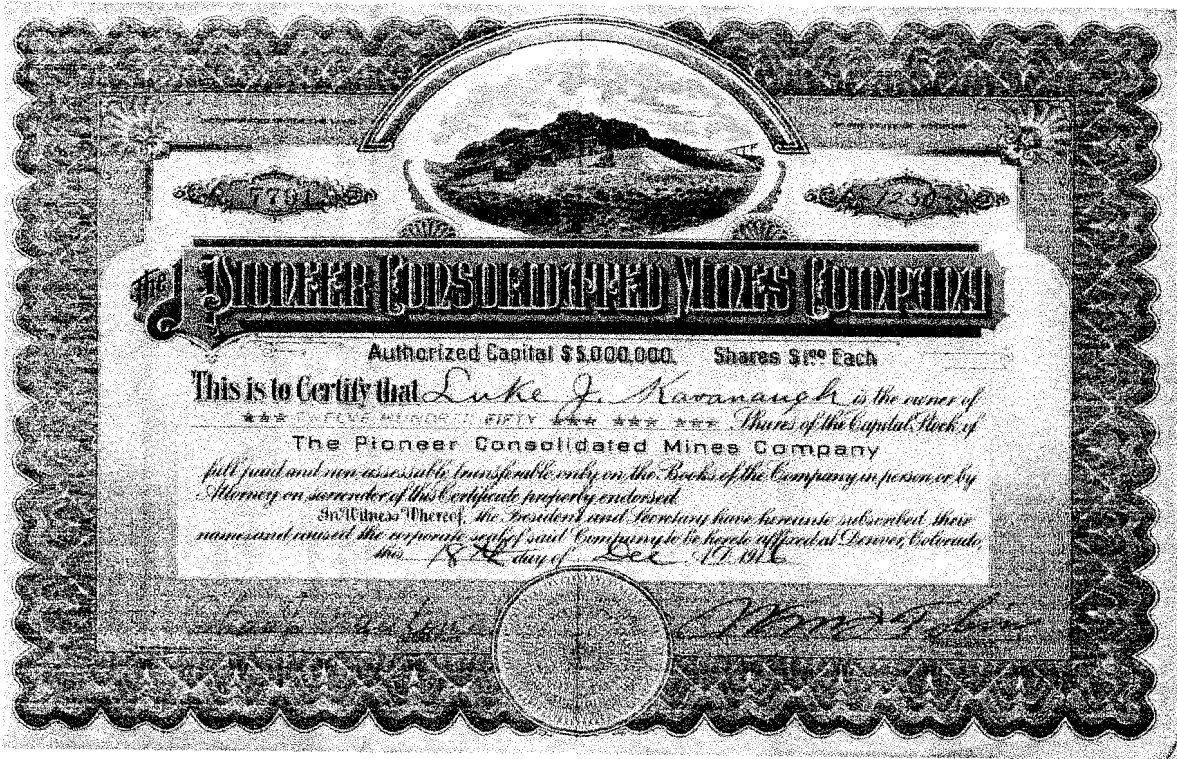 1250
The Pioneer Consolidated Mines Company
Authorized Capital $5,000,000. Shares $1.00 Each
This is to Certify that Luke J. Kavanaugh is the owner of
*** TWELVE HUNDRED FIFTY *** *** *** Shares of the Capital Stock of
The Pioneer Consolidated Mines Company
full paid and non-assessable, transferable only on the Books of the Company in person or by
Attorney on surrender of this Certificate properly endorsed.
In Witness Whereof, the President and Secretary have hereunto subscribed their
names and caused the corporate seal of said Company to be hereto affixed at Denver, Colorado,
this 18th day of Dec A.D. 1916